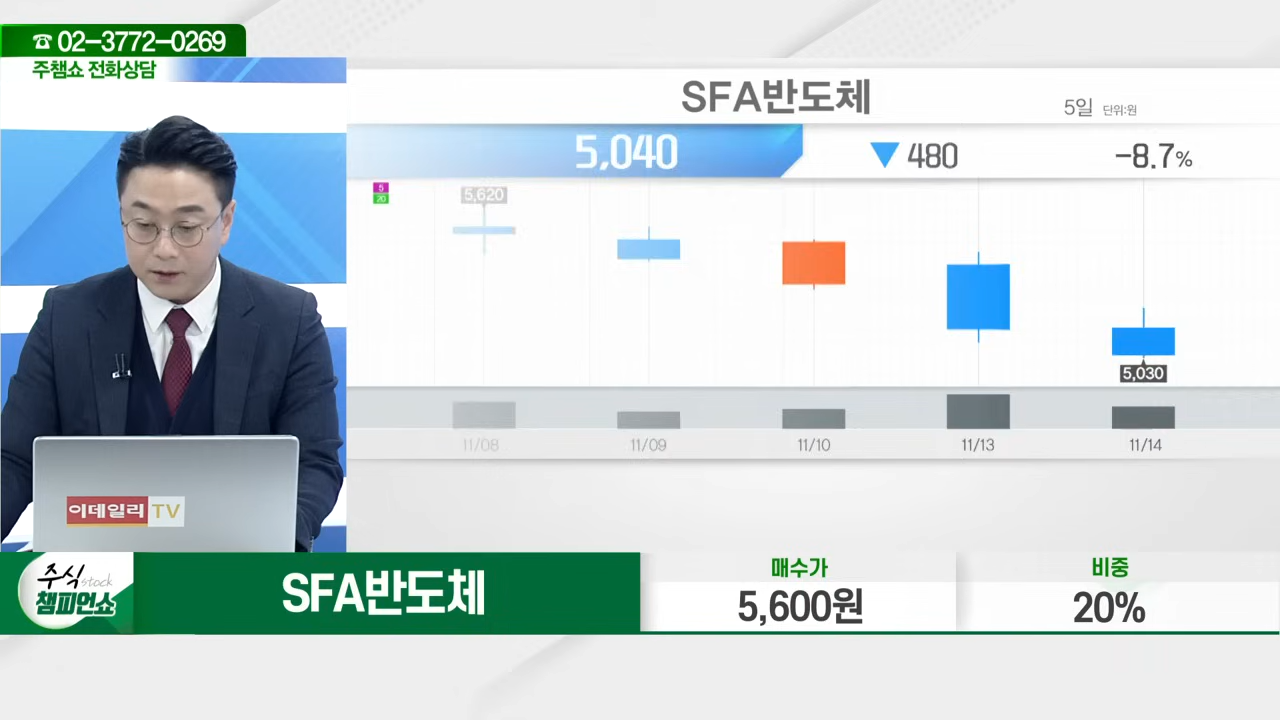 ☎ 02-3772-0269
주챔쇼 전화상담
SFA반도체
5일 단위:원
5,040 ▼480 -8.7%
5
20
5,620
5,030
11/08 11/09 11/10 11/13 11/14
이데일리 TV
주식 stock
챔피언쇼
SFA반도체
매수가
5,600원
비중
20%